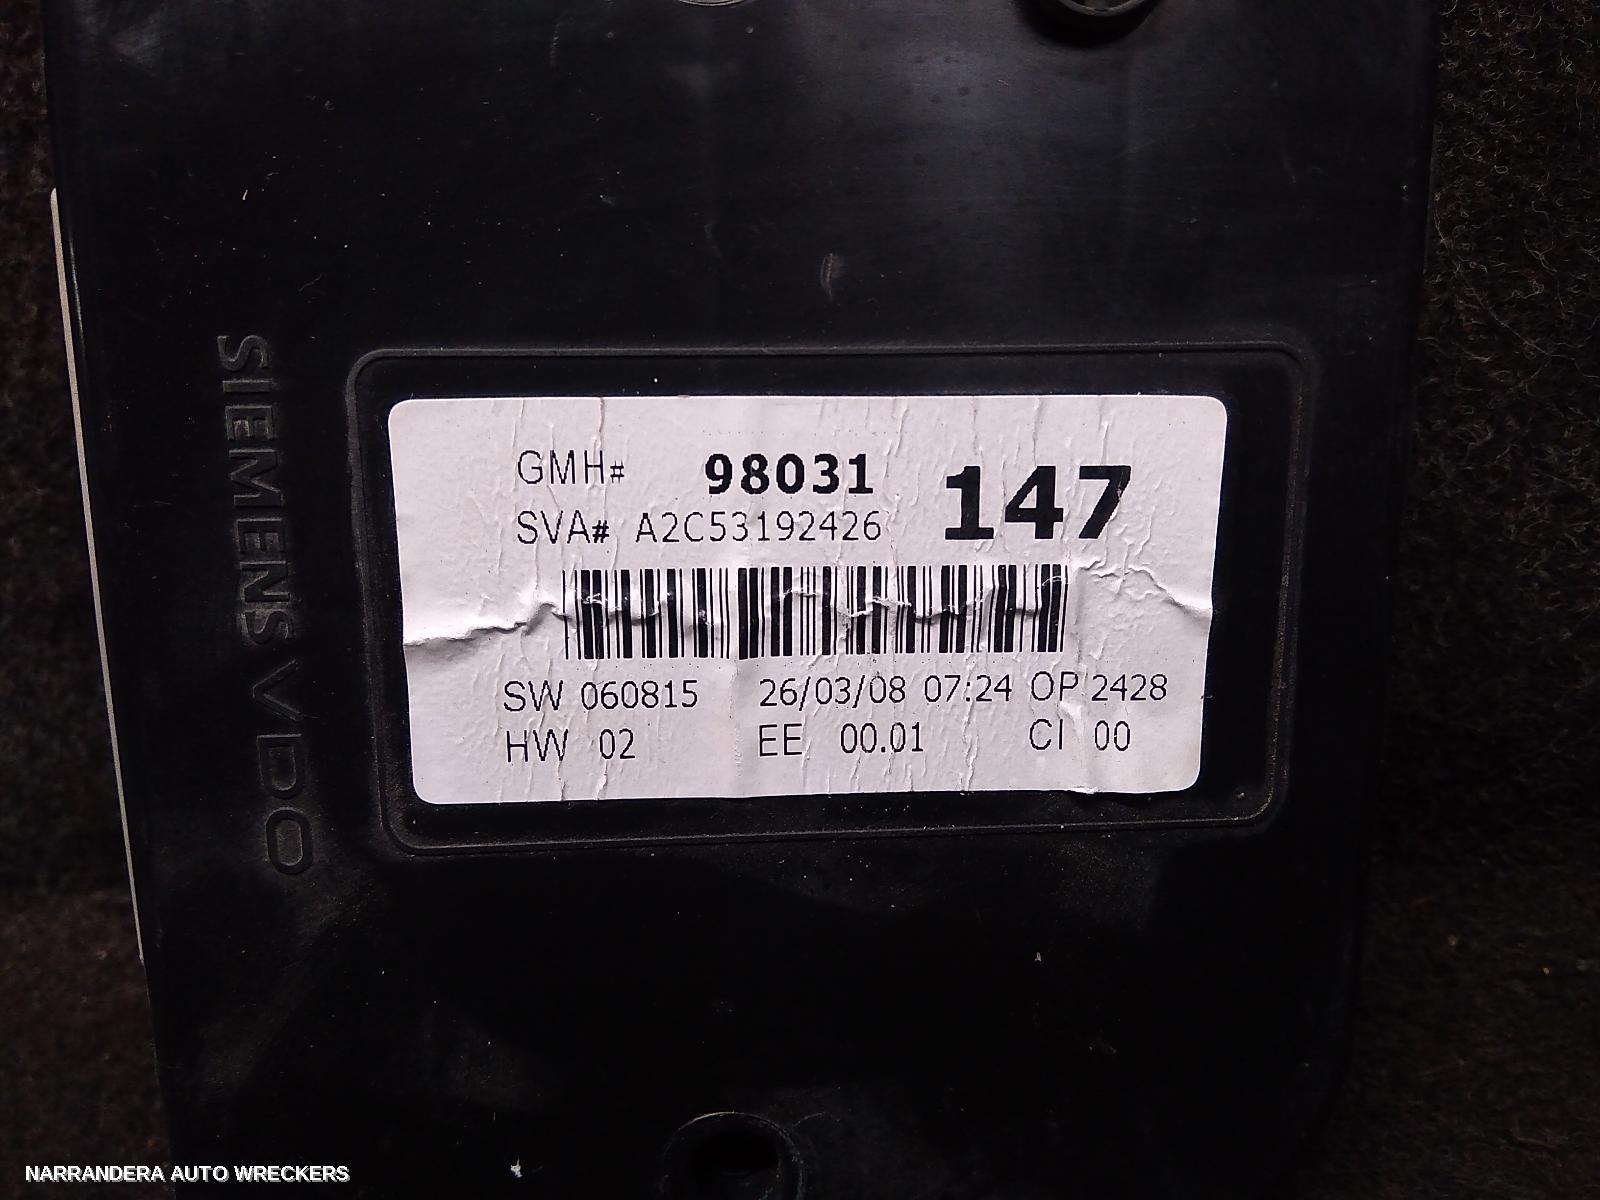 SIEMENS VDO
GMH# 98031 147
SVA# A2C53192426
SW 060815 26/03/08 07:24 OP 2428
HW 02 EE 00.01 CI 00
NARRANDERA AUTO WRECKERS